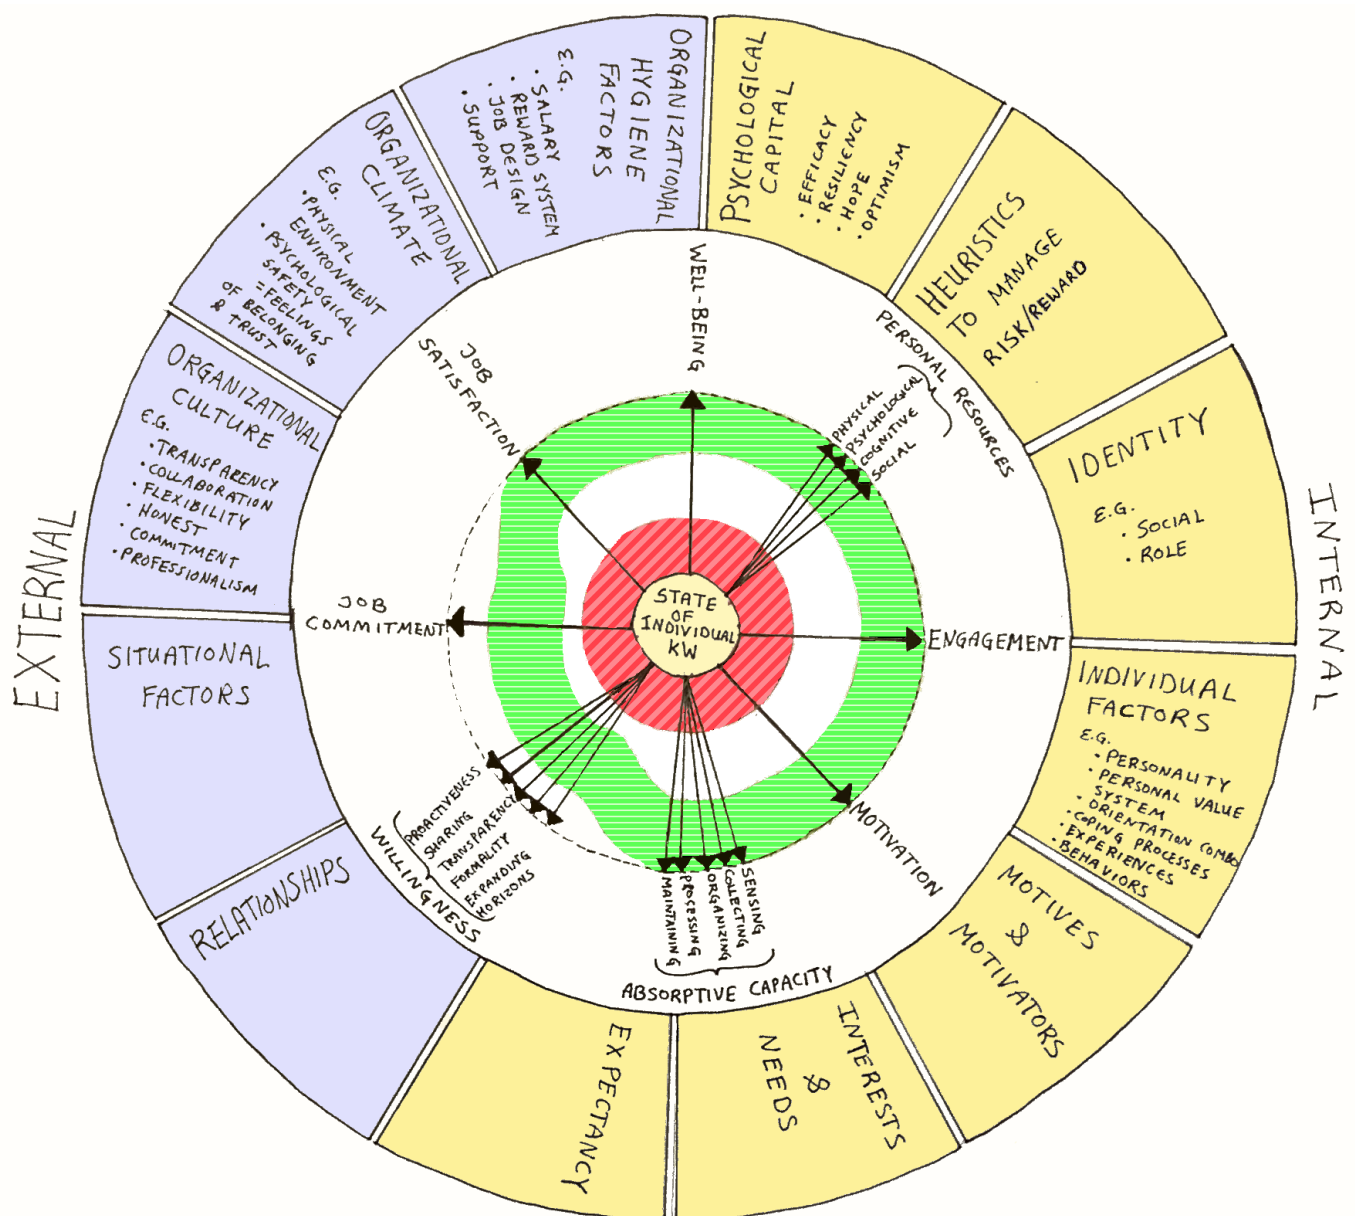 ORGANIZATIONAL
HYGIENE
FACTORS
E.G.
• SALARY
• REWARD SYSTEM
• JOB DESIGN
• SUPPORT
PSYCHOLOGICAL
CAPITAL
• EFFICACY
• RESILIENCY
• HOPE
• OPTIMISM
HEURISTICS
TO MANAGE
RISK/REWARD
IDENTITY
E.G.
• SOCIAL
• ROLE
INTERNAL
INDIVIDUAL
FACTORS
E.G.
• PERSONALITY
• PERSONAL VALUE
SYSTEM
• ORIENTATION COMBO
• COPING PROCESSES
• EXPERIENCES
• BEHAVIORS
MOTIVES
&
MOTIVATORS
INTERESTS
&
NEEDS
EXPECTANCY
RELATIONSHIPS
SITUATIONAL
FACTORS
EXTERNAL
ORGANIZATIONAL
CULTURE
E.G.
• TRANSPARENCY
• COLLABORATION
• FLEXIBILITY
• HONEST
COMMITMENT
• PROFESSIONALISM
ORGANIZATIONAL
CLIMATE
E.G.
• PHYSICAL
ENVIRONMENT
• PSYCHOLOGICAL
SAFETY
= FEELINGS
OF BELONGING
& TRUST
WELL-BEING
PERSONAL RESOURCES
PHYSICAL
PSYCHOLOGICAL
COGNITIVE
SOCIAL
ENGAGEMENT
MOTIVATION
SENSING
COLLECTING
ORGANIZING
PROCESSING
MAINTAINING
ABSORPTIVE CAPACITY
PROACTIVENESS
SHARING
TRANSPARENCY
FORMALITY
EXPANDING
HORIZONS
WILLINGNESS
JOB
COMMITMENT
JOB
SATISFACTION
STATE
OF
INDIVIDUAL
KW